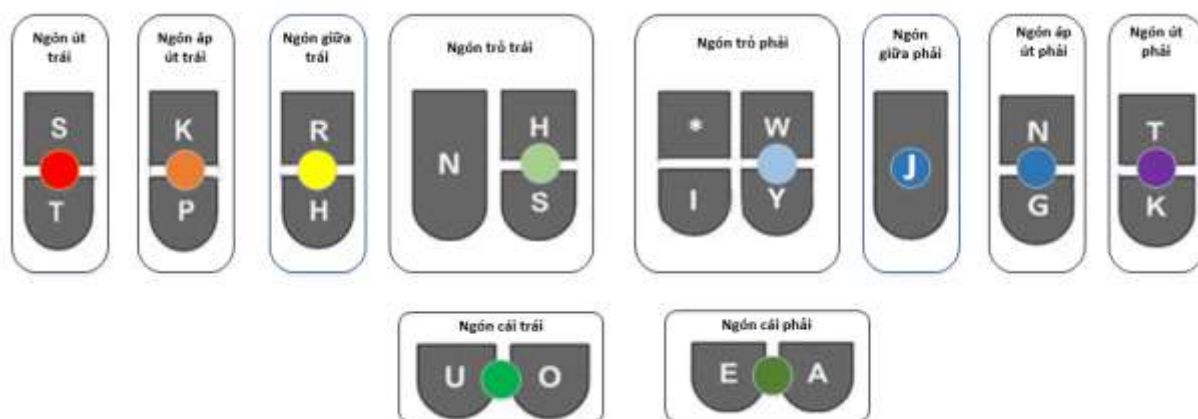 Ngón út
trái
Ngón áp
út trái
Ngón giữa
trái
Ngón trỏ trái
Ngón trỏ phải
Ngón
giữa phải
Ngón áp
út phải
Ngón út
phải
S K R N H * W J N T
T P H S I Y G K
Ngón cái trái
Ngón cái phải
U O E A